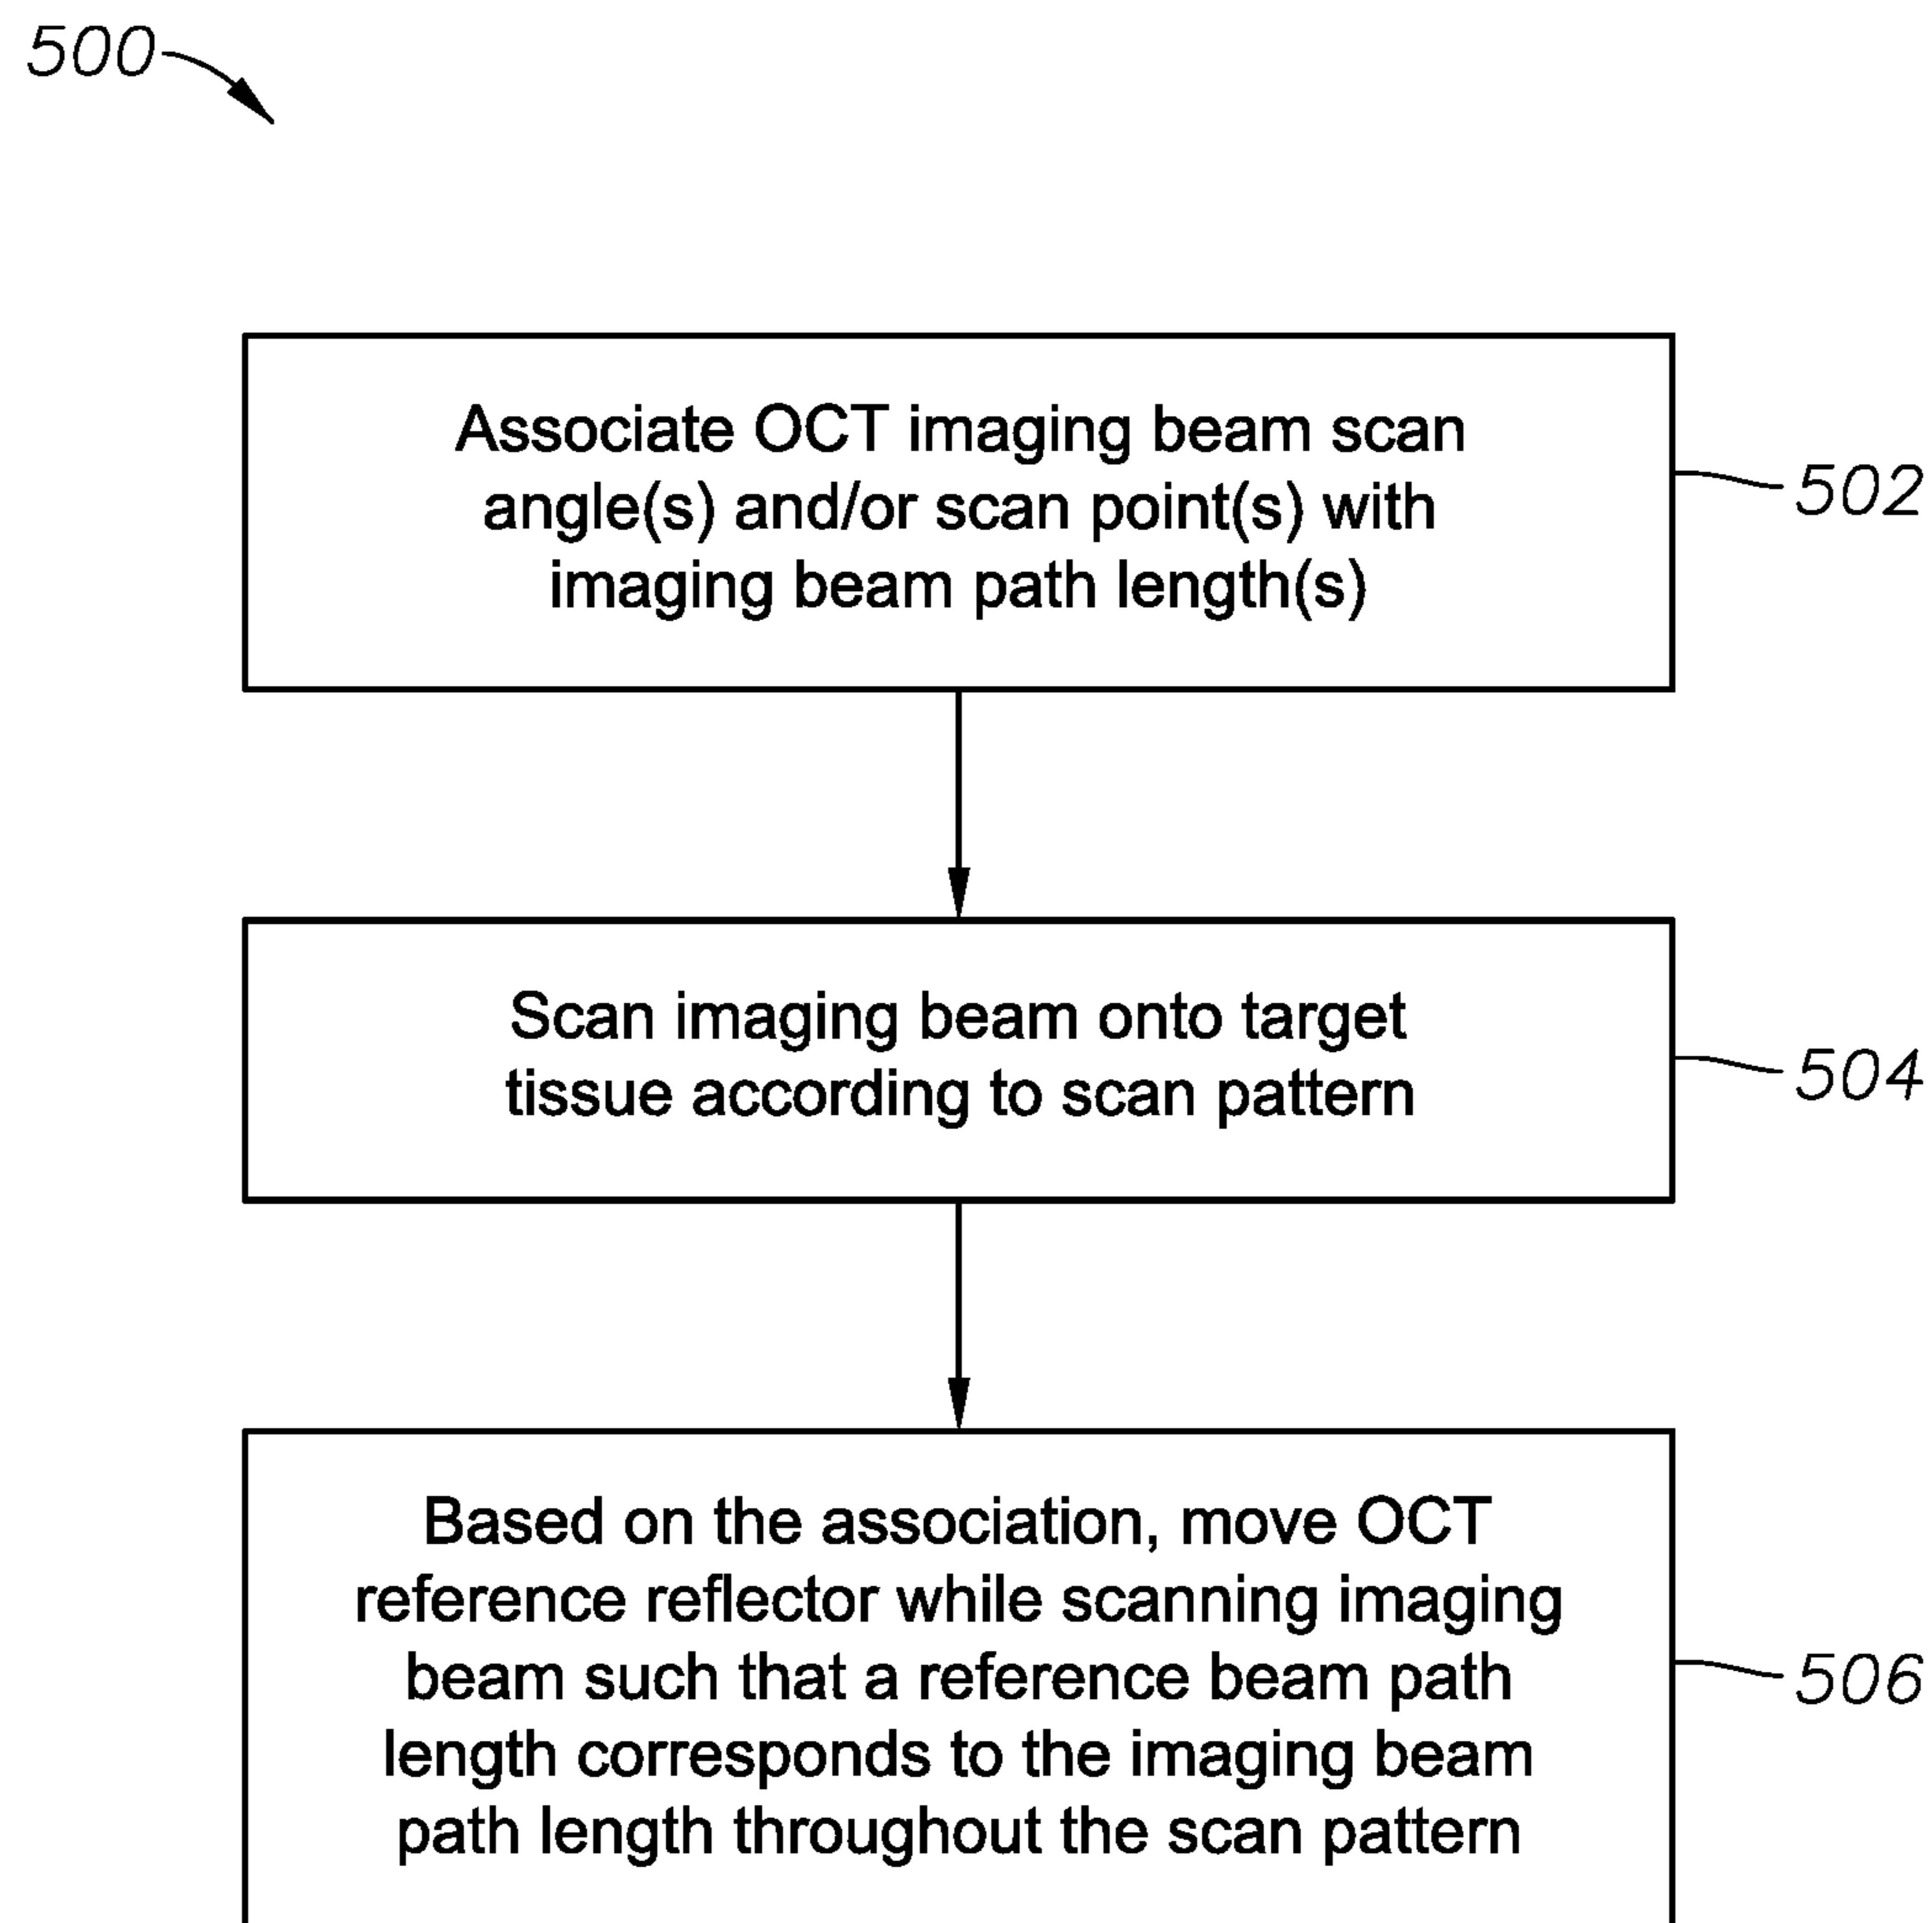 500
Associate OCT imaging beam scan
angle(s) and/or scan point(s) with
imaging beam path length(s)
502
Scan imaging beam onto target
tissue according to scan pattern
504
Based on the association, move OCT
reference reflector while scanning imaging
beam such that a reference beam path
length corresponds to the imaging beam
path length throughout the scan pattern
506